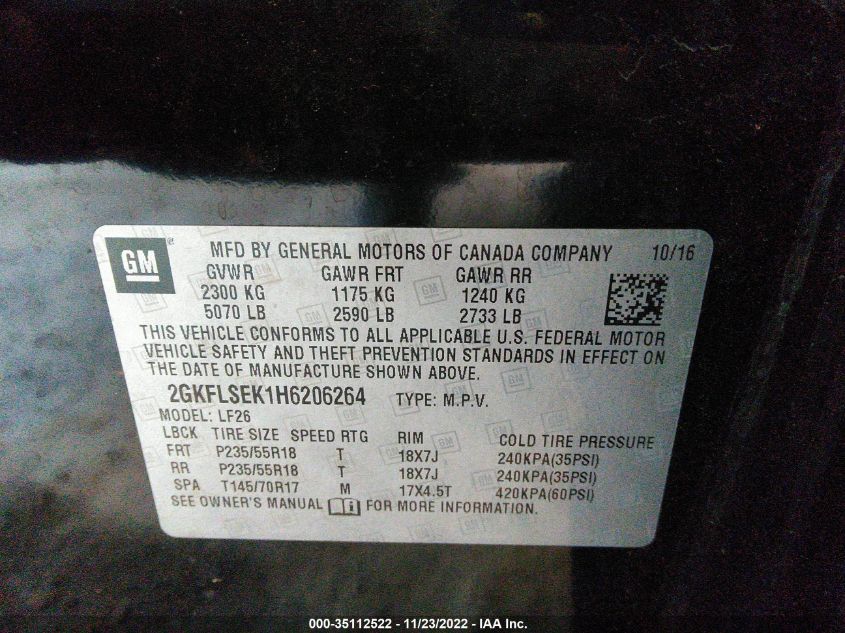 GM® MFD BY GENERAL MOTORS OF CANADA COMPANY 10/16
GVWR GAWR FRT GAWR RR
2300 KG 1175 KG 1240 KG
5070 LB 2590 LB 2733 LB
THIS VEHICLE CONFORMS TO ALL APPLICABLE U.S. FEDERAL MOTOR
VEHICLE SAFETY AND THEFT PREVENTION STANDARDS IN EFFECT ON
THE DATE OF MANUFACTURE SHOWN ABOVE.
2GKFLSEK1H6206264 TYPE: M.P.V.
MODEL: LF26
LBCK TIRE SIZE SPEED RTG RIM COLD TIRE PRESSURE
FRT P235/55R18 T 18X7J 240KPA(35PSI)
RR P235/55R18 T 18X7J 240KPA(35PSI)
SPA T145/70R17 M 17X4.5T 420KPA(60PSI)
SEE OWNER'S MANUAL FOR MORE INFORMATION.
000-35112522 - 11/23/2022 - IAA Inc.